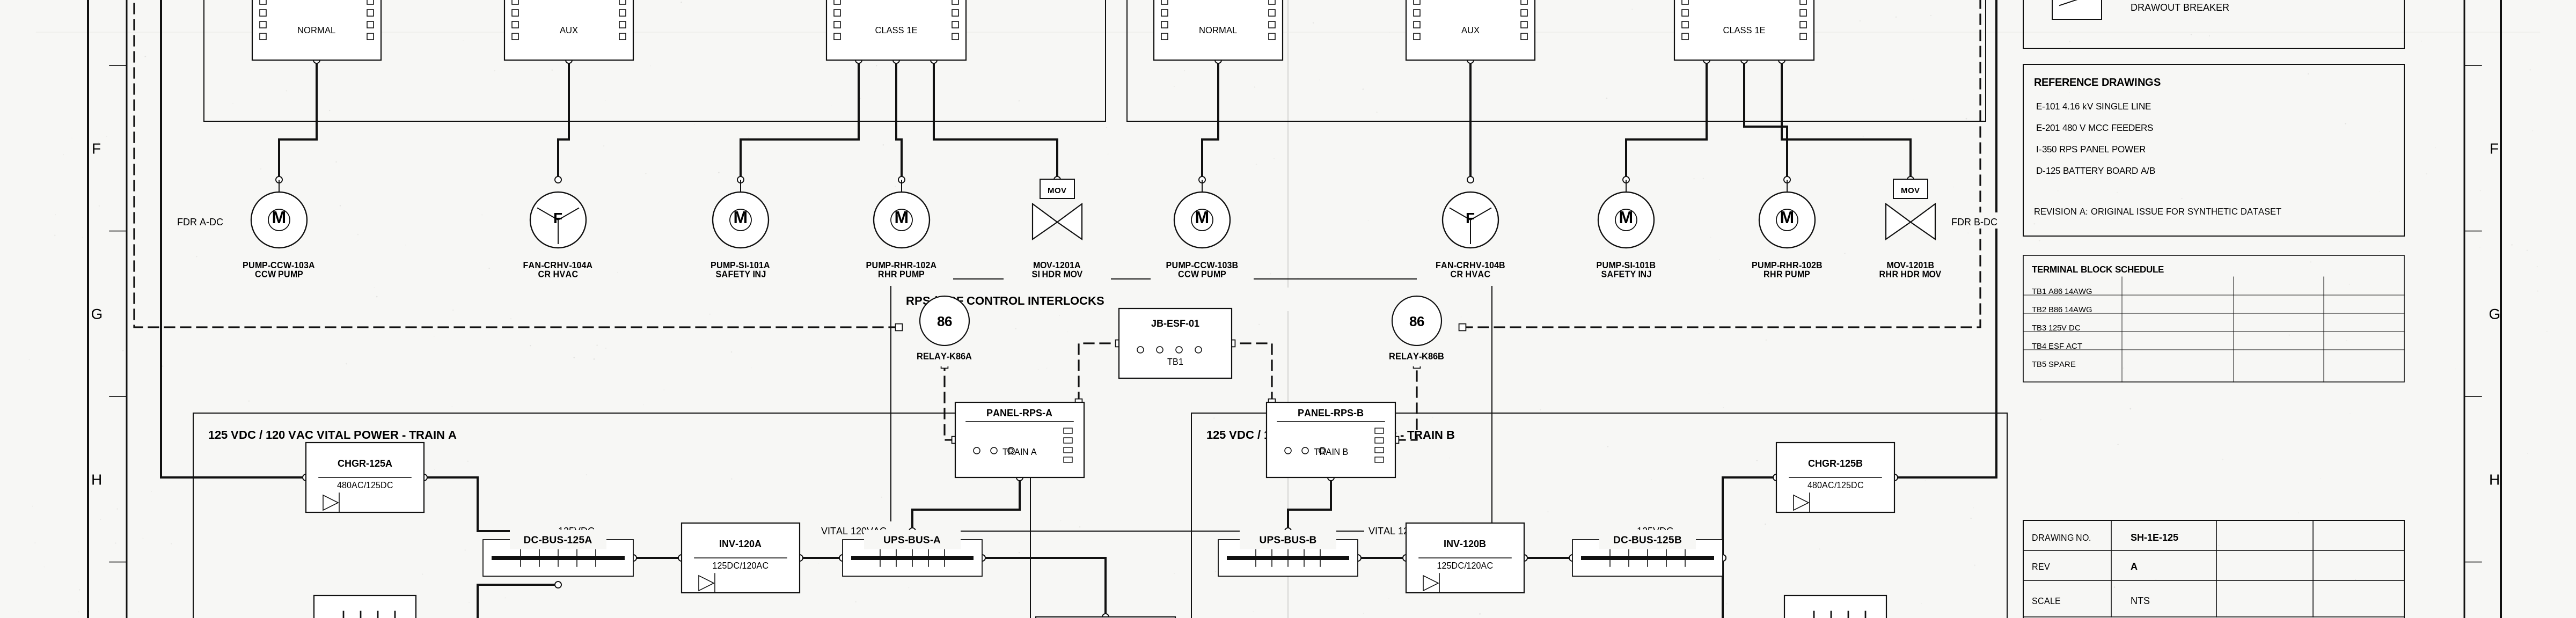 NORMAL
AUX
CLASS 1E
NORMAL
AUX
CLASS 1E
DRAWOUT BREAKER
REFERENCE DRAWINGS
E-101 4.16 kV SINGLE LINE
E-201 480 V MCC FEEDERS
I-350 RPS PANEL POWER
D-125 BATTERY BOARD A/B
REVISION A: ORIGINAL ISSUE FOR SYNTHETIC DATASET
F
F
FDR A-DC
M
F
M
M
MOV
M
F
M
M
MOV
FDR B-DC
PUMP-CCW-103A
CCW PUMP
FAN-CRHV-104A
CR HVAC
PUMP-SI-101A
SAFETY INJ
PUMP-RHR-102A
RHR PUMP
MOV-1201A
SI HDR MOV
PUMP-CCW-103B
CCW PUMP
FAN-CRHV-104B
CR HVAC
PUMP-SI-101B
SAFETY INJ
PUMP-RHR-102B
RHR PUMP
MOV-1201B
RHR HDR MOV
TERMINAL BLOCK SCHEDULE
TB1 A86 14AWG
TB2 B86 14AWG
TB3 125V DC
TB4 ESF ACT
TB5 SPARE
G
G
CONTROL INTERLOCKS
86
RELAY-K86A
JB-ESF-01
TB1
86
RELAY-K86B
125 VDC / 120 VAC VITAL POWER - TRAIN A
PANEL-RPS-A
TRAIN A
PANEL-RPS-B
TRAIN B
125 VDC / - TRAIN B
H
H
CHGR-125A
480AC/125DC
CHGR-125B
480AC/125DC
125VDC
DC-BUS-125A
INV-120A
125DC/120AC
VITAL 120VAC
UPS-BUS-A
UPS-BUS-B
VITAL
INV-120B
125DC/120AC
125VDC
DC-BUS-125B
DRAWING NO. SH-1E-125
REV A
SCALE NTS